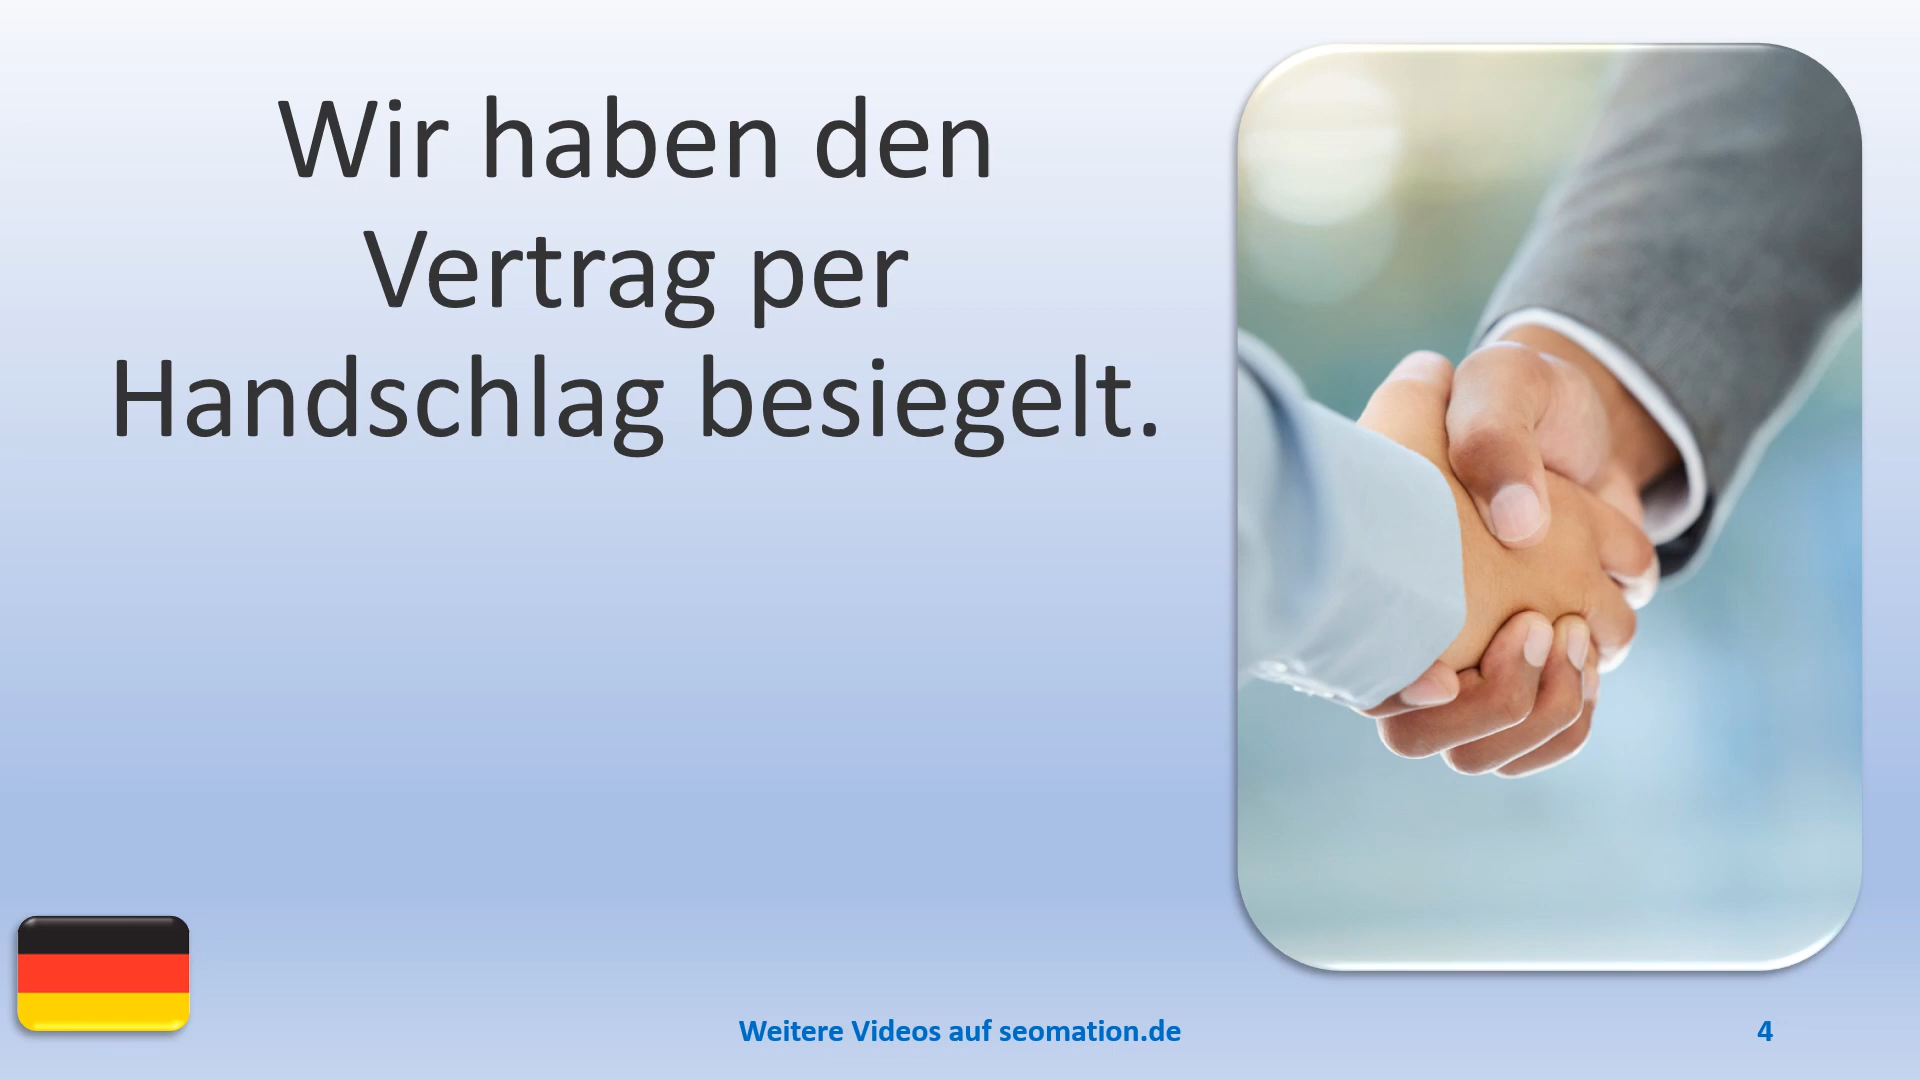 Wir haben den
Vertrag per
Handschlag besiegelt.
Weitere Videos auf seomation.de
4